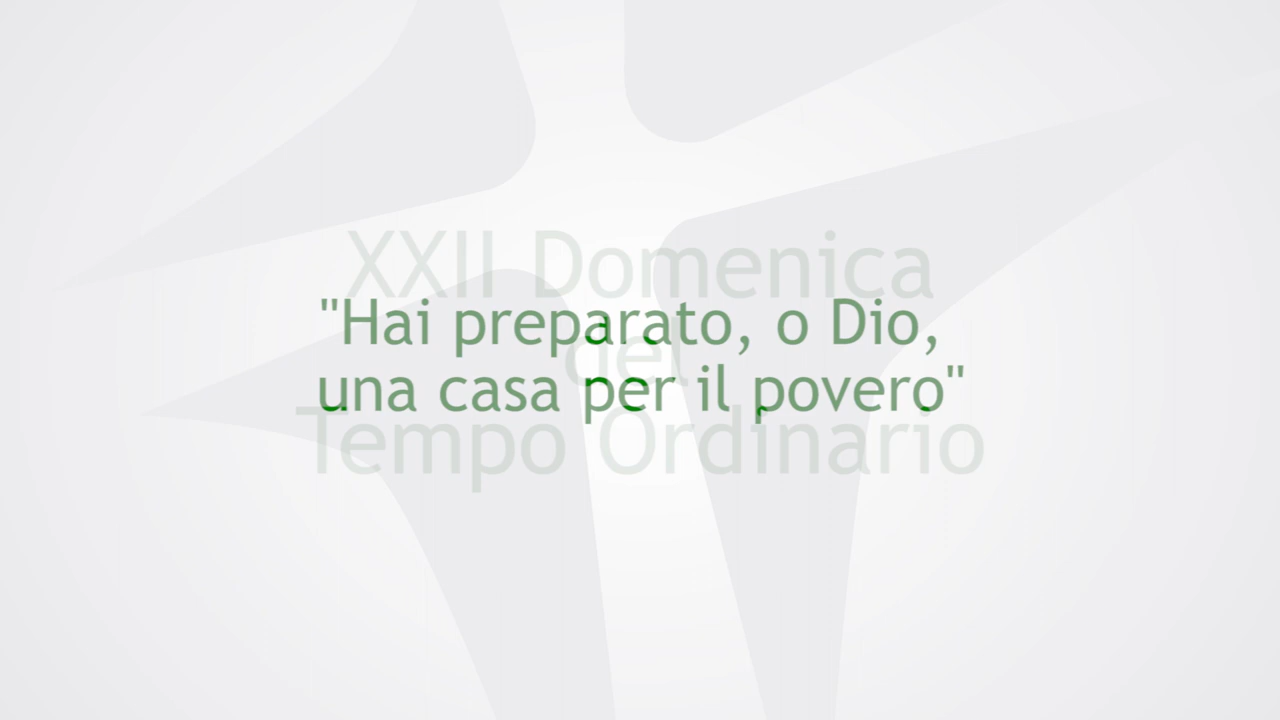 XXII Domenica
"Hai preparato, o Dio,
del
una casa per il povero"
Tempo Ordinario